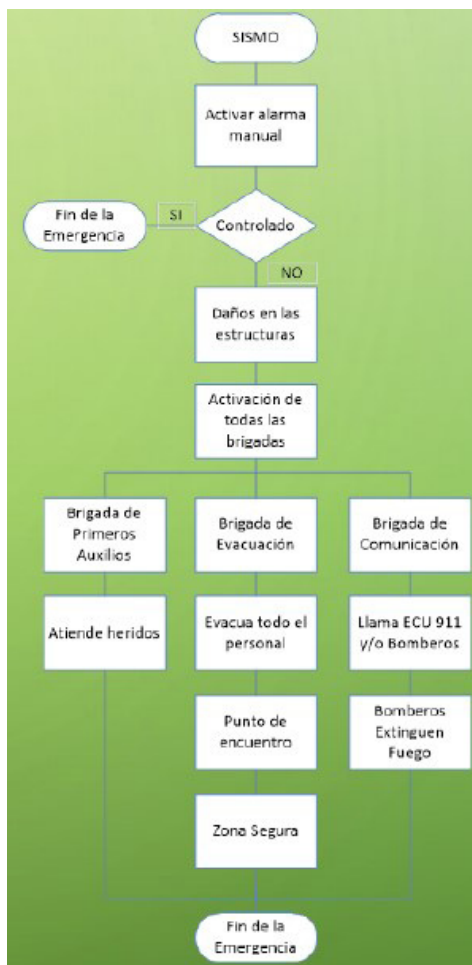 SISMO
Activar alarma
manual
Fin de la
Emergencia
SI
Controlado
NO
Daños en las
estructuras
Activación de
todas las
brigadas
Brigada de
Primeros
Auxilios
Brigada de
Evacuación
Brigada de
Comunicación
Atiende heridos
Evacua todo el
personal
Llama ECU 911
y/o Bomberos
Punto de
encuentro
Bomberos
Extinguen
Fuego
Zona Segura
Fin de la
Emergencia